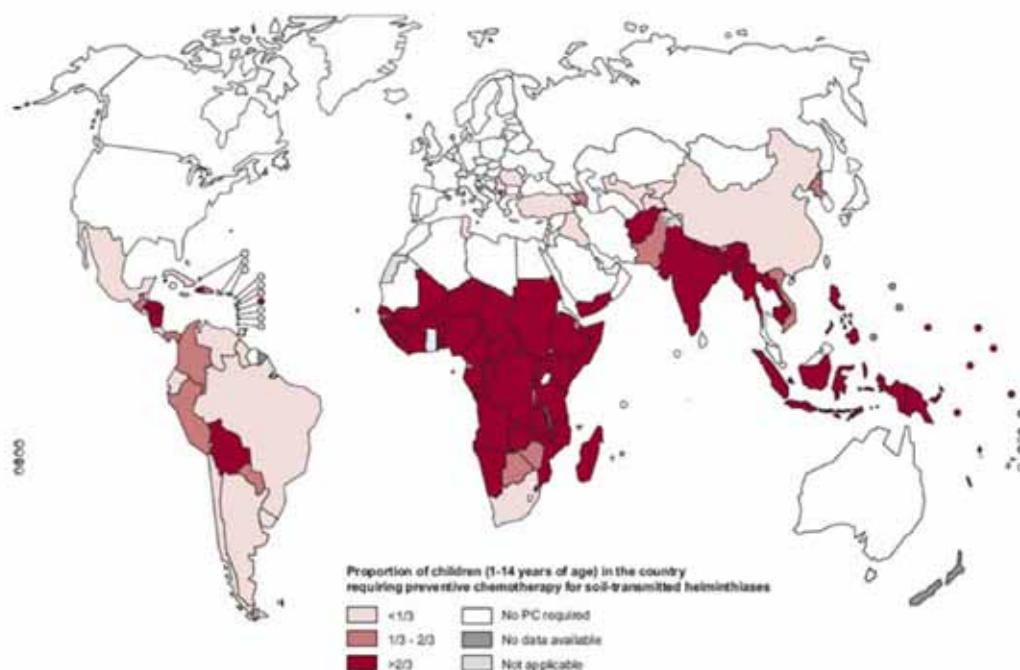 Proportion of children (1-14 years of age) in the country
requiring preventive chemotherapy for soil-transmitted helminthiases
<1/3
No PC required
1/3 - 2/3
No data available
>2/3
Not applicable